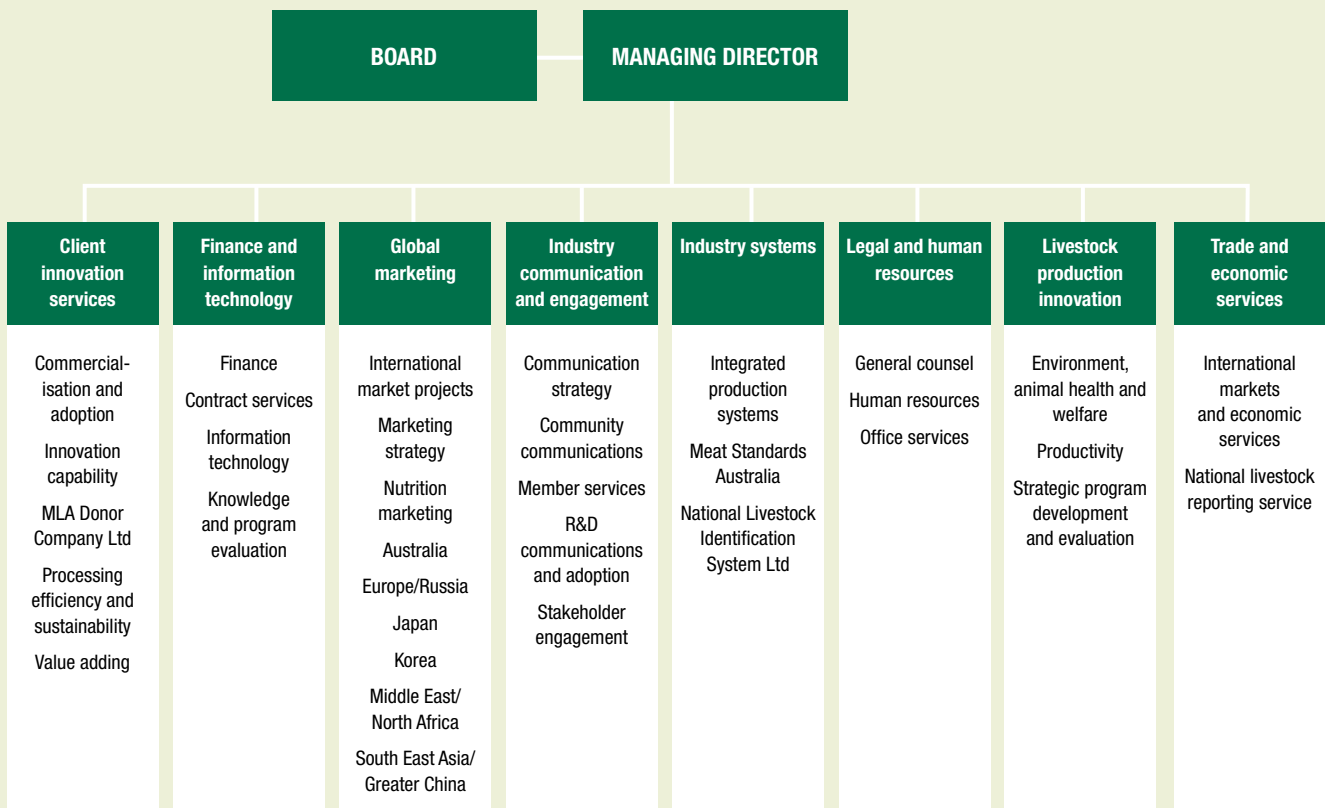 BOARD
MANAGING DIRECTOR
Client
innovation
services
Commercial-
isation and
adoption
Innovation
capability
MLA Donor
Company Ltd
Processing
efficiency and
sustainability
Value adding
Finance and
information
technology
Finance
Contract services
Information
technology
Knowledge
and program
evaluation
Global
marketing
International
market projects
Marketing
strategy
Nutrition
marketing
Australia
Europe/Russia
Japan
Korea
Middle East/
North Africa
South East Asia/
Greater China
Industry
communication
and engagement
Communication
strategy
Community
communications
Member services
R&D
communications
and adoption
Stakeholder
engagement
Industry systems
Integrated
production
systems
Meat Standards
Australia
National Livestock
Identification
System Ltd
Legal and human
resources
General counsel
Human resources
Office services
Livestock
production
innovation
Environment,
animal health and
welfare
Productivity
Strategic program
development
and evaluation
Trade and
economic
services
International
markets
and economic
services
National livestock
reporting service